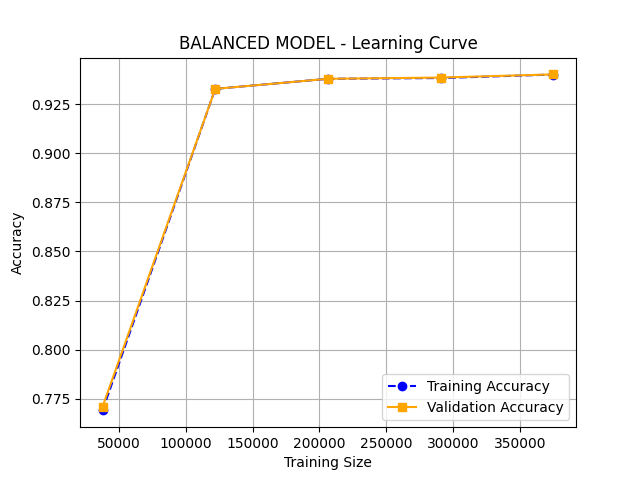 BALANCED MODEL - Learning Curve
0.925
0.900
0.875
0.850
0.825
0.800
0.775
Accuracy
Training Accuracy
Validation Accuracy
50000 100000 150000 200000 250000 300000 350000
Training Size